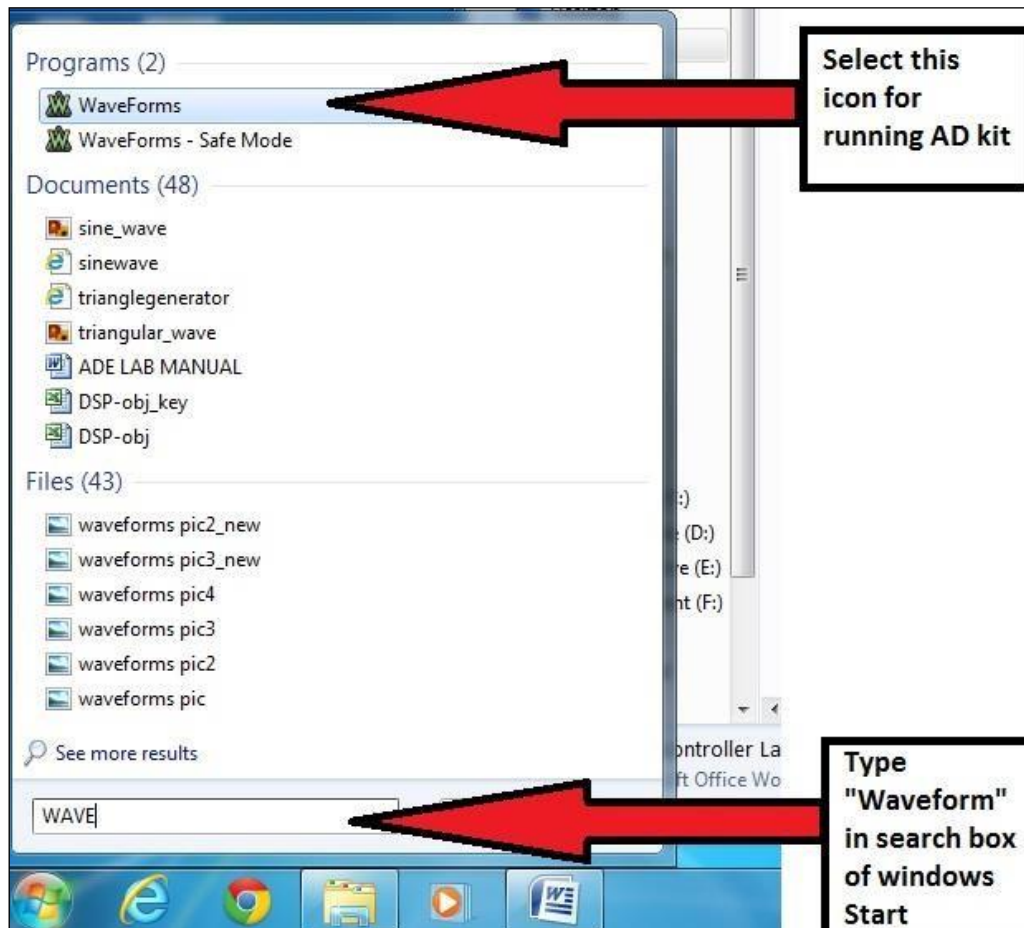 Programs (2)
WaveForms
WaveForms - Safe Mode
Documents (48)
sine_wave
sinewave
trianglegenerator
triangular_wave
ADE LAB MANUAL
DSP-obj_key
DSP-obj
Files (43)
waveforms pic2_new
waveforms pic3_new
waveforms pic4
waveforms pic3
waveforms pic2
waveforms pic
See more results
WAVE
:)
(D:)
(E:)
(F:)
La
Office
Select this
icon for
running AD kit
Type
"Waveform"
in search box
of windows
Start